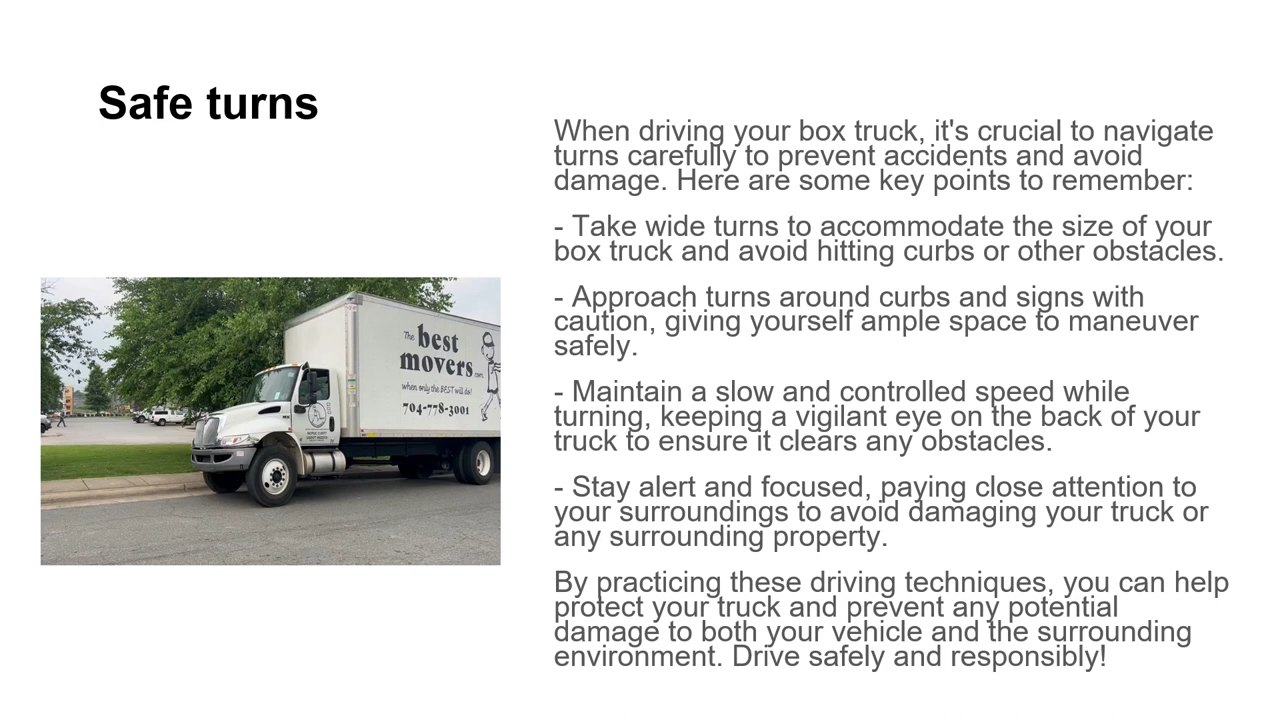 Safe turns
When driving your box truck, it's crucial to navigate
turns carefully to prevent accidents and avoid
damage. Here are some key points to remember:
- Take wide turns to accommodate the size of your
box truck and avoid hitting curbs or other obstacles.
- Approach turns around curbs and signs with
caution, giving yourself ample space to maneuver
safely.
- Maintain a slow and controlled speed while
turning, keeping a vigilant eye on the back of your
truck to ensure it clears any obstacles.
- Stay alert and focused, paying close attention to
your surroundings to avoid damaging your truck or
any surrounding property.
By practicing these driving techniques, you can help
protect your truck and prevent any potential
damage to both your vehicle and the surrounding
environment. Drive safely and responsibly!
The best
movers.com
when only the BEST will do!
704-778-3001